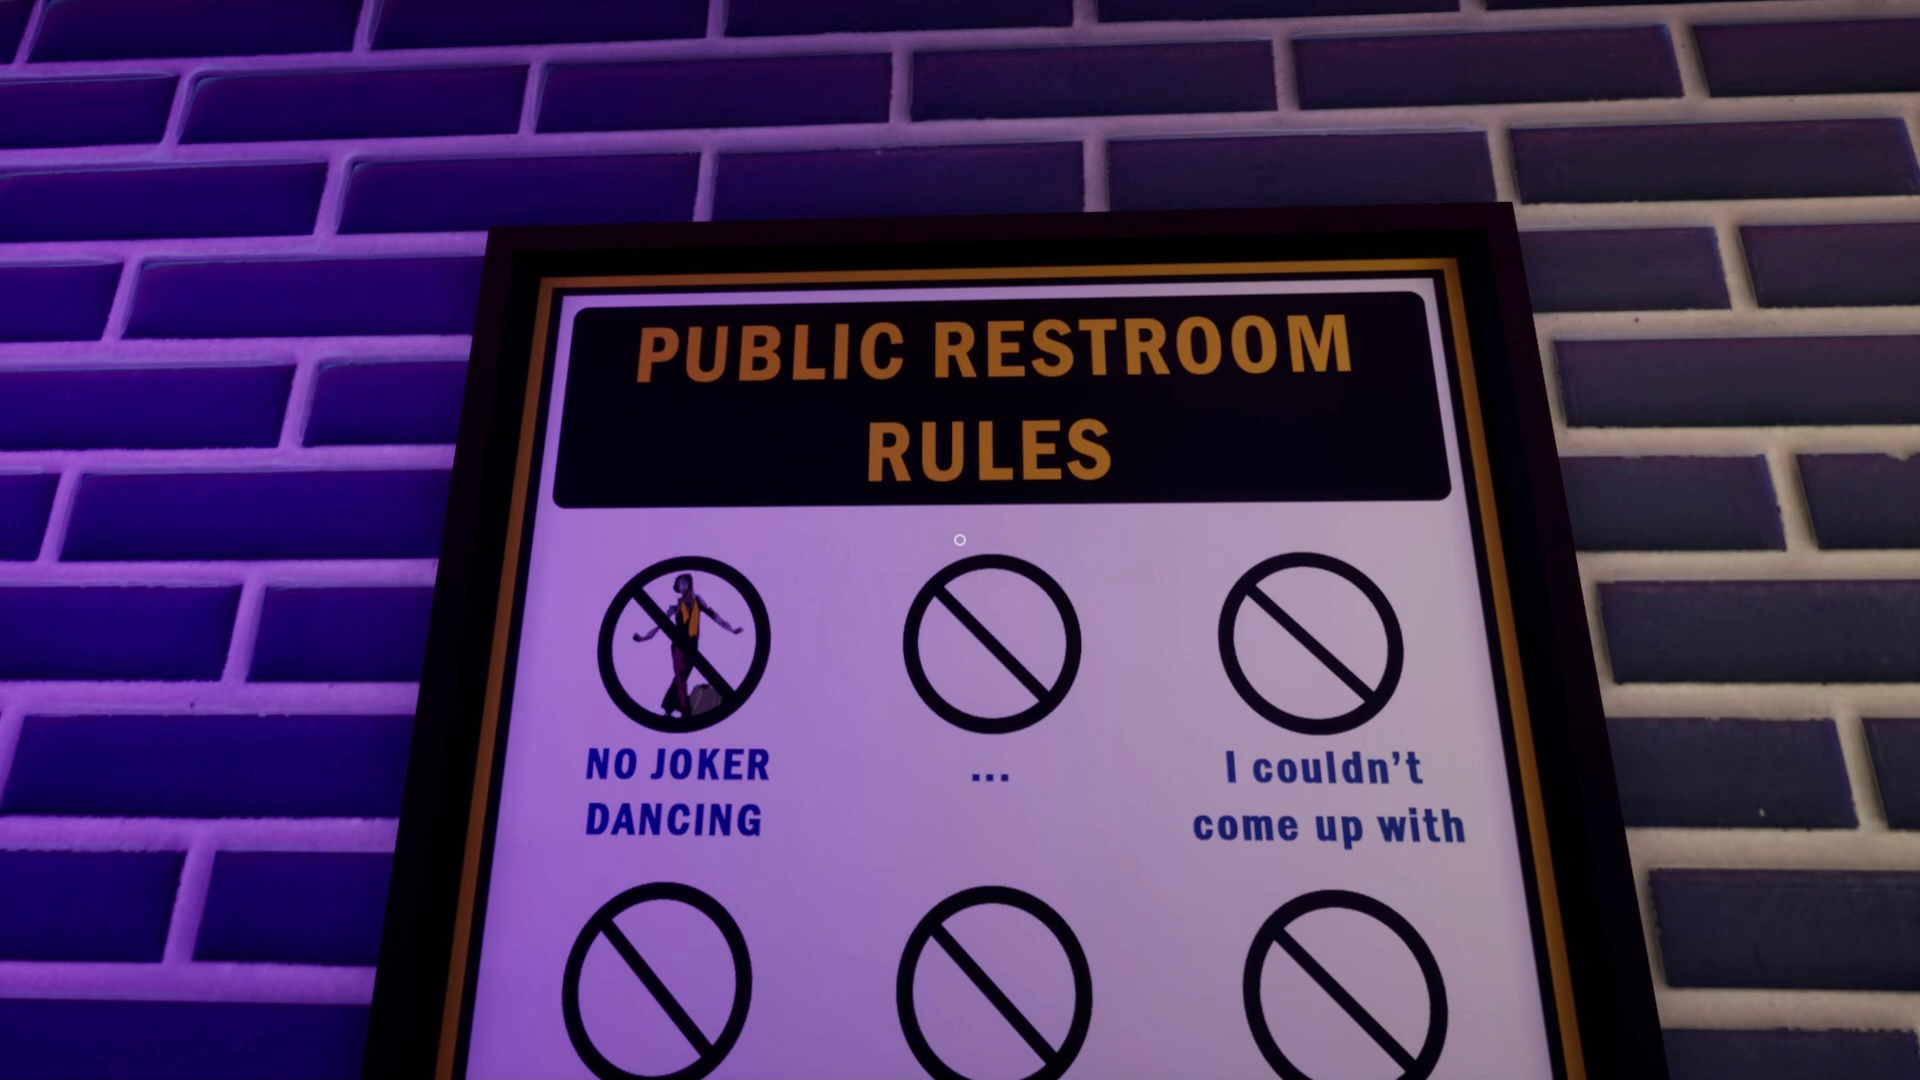 PUBLIC RESTROOM
RULES
NO JOKER
DANCING
...
I couldn't
come up with